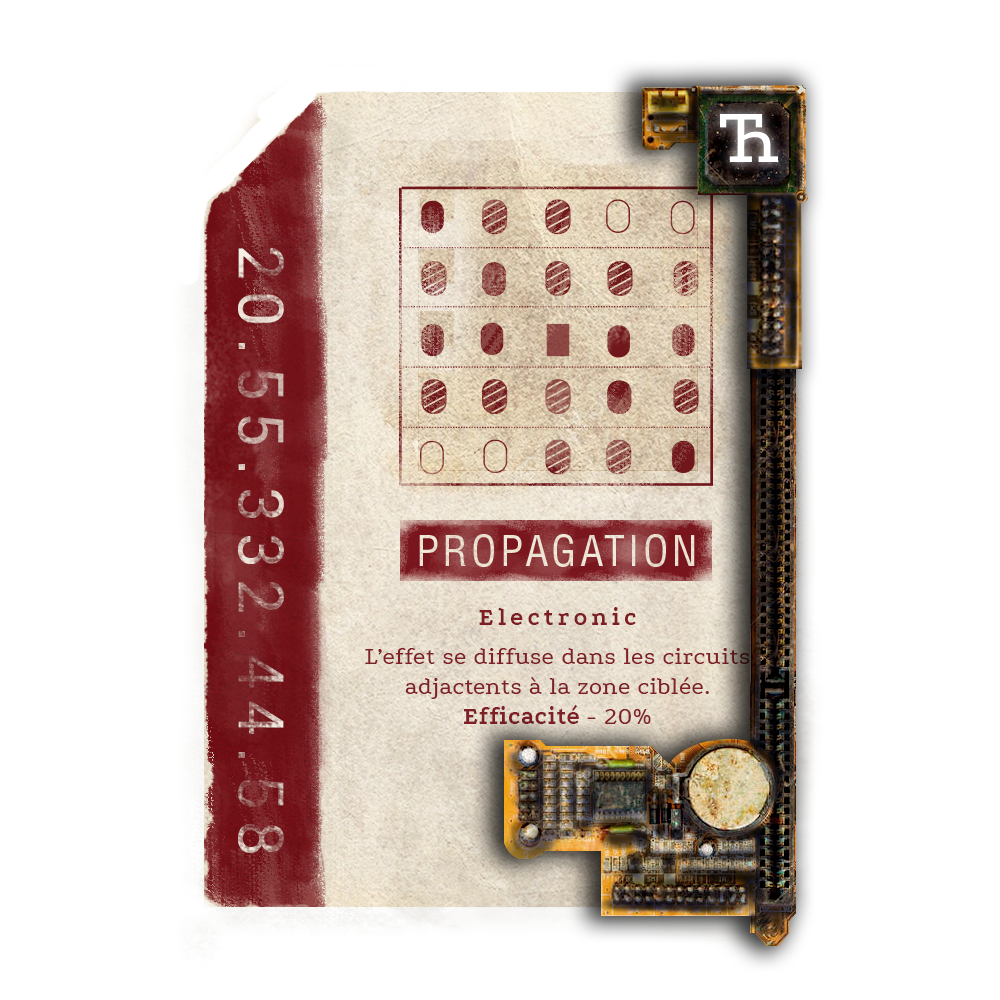 Ћ
20.55.332.44.58
PROPAGATION
Electronic
L’effet se diffuse dans les circuits
adjactents à la zone ciblée.
Efficacité - 20%